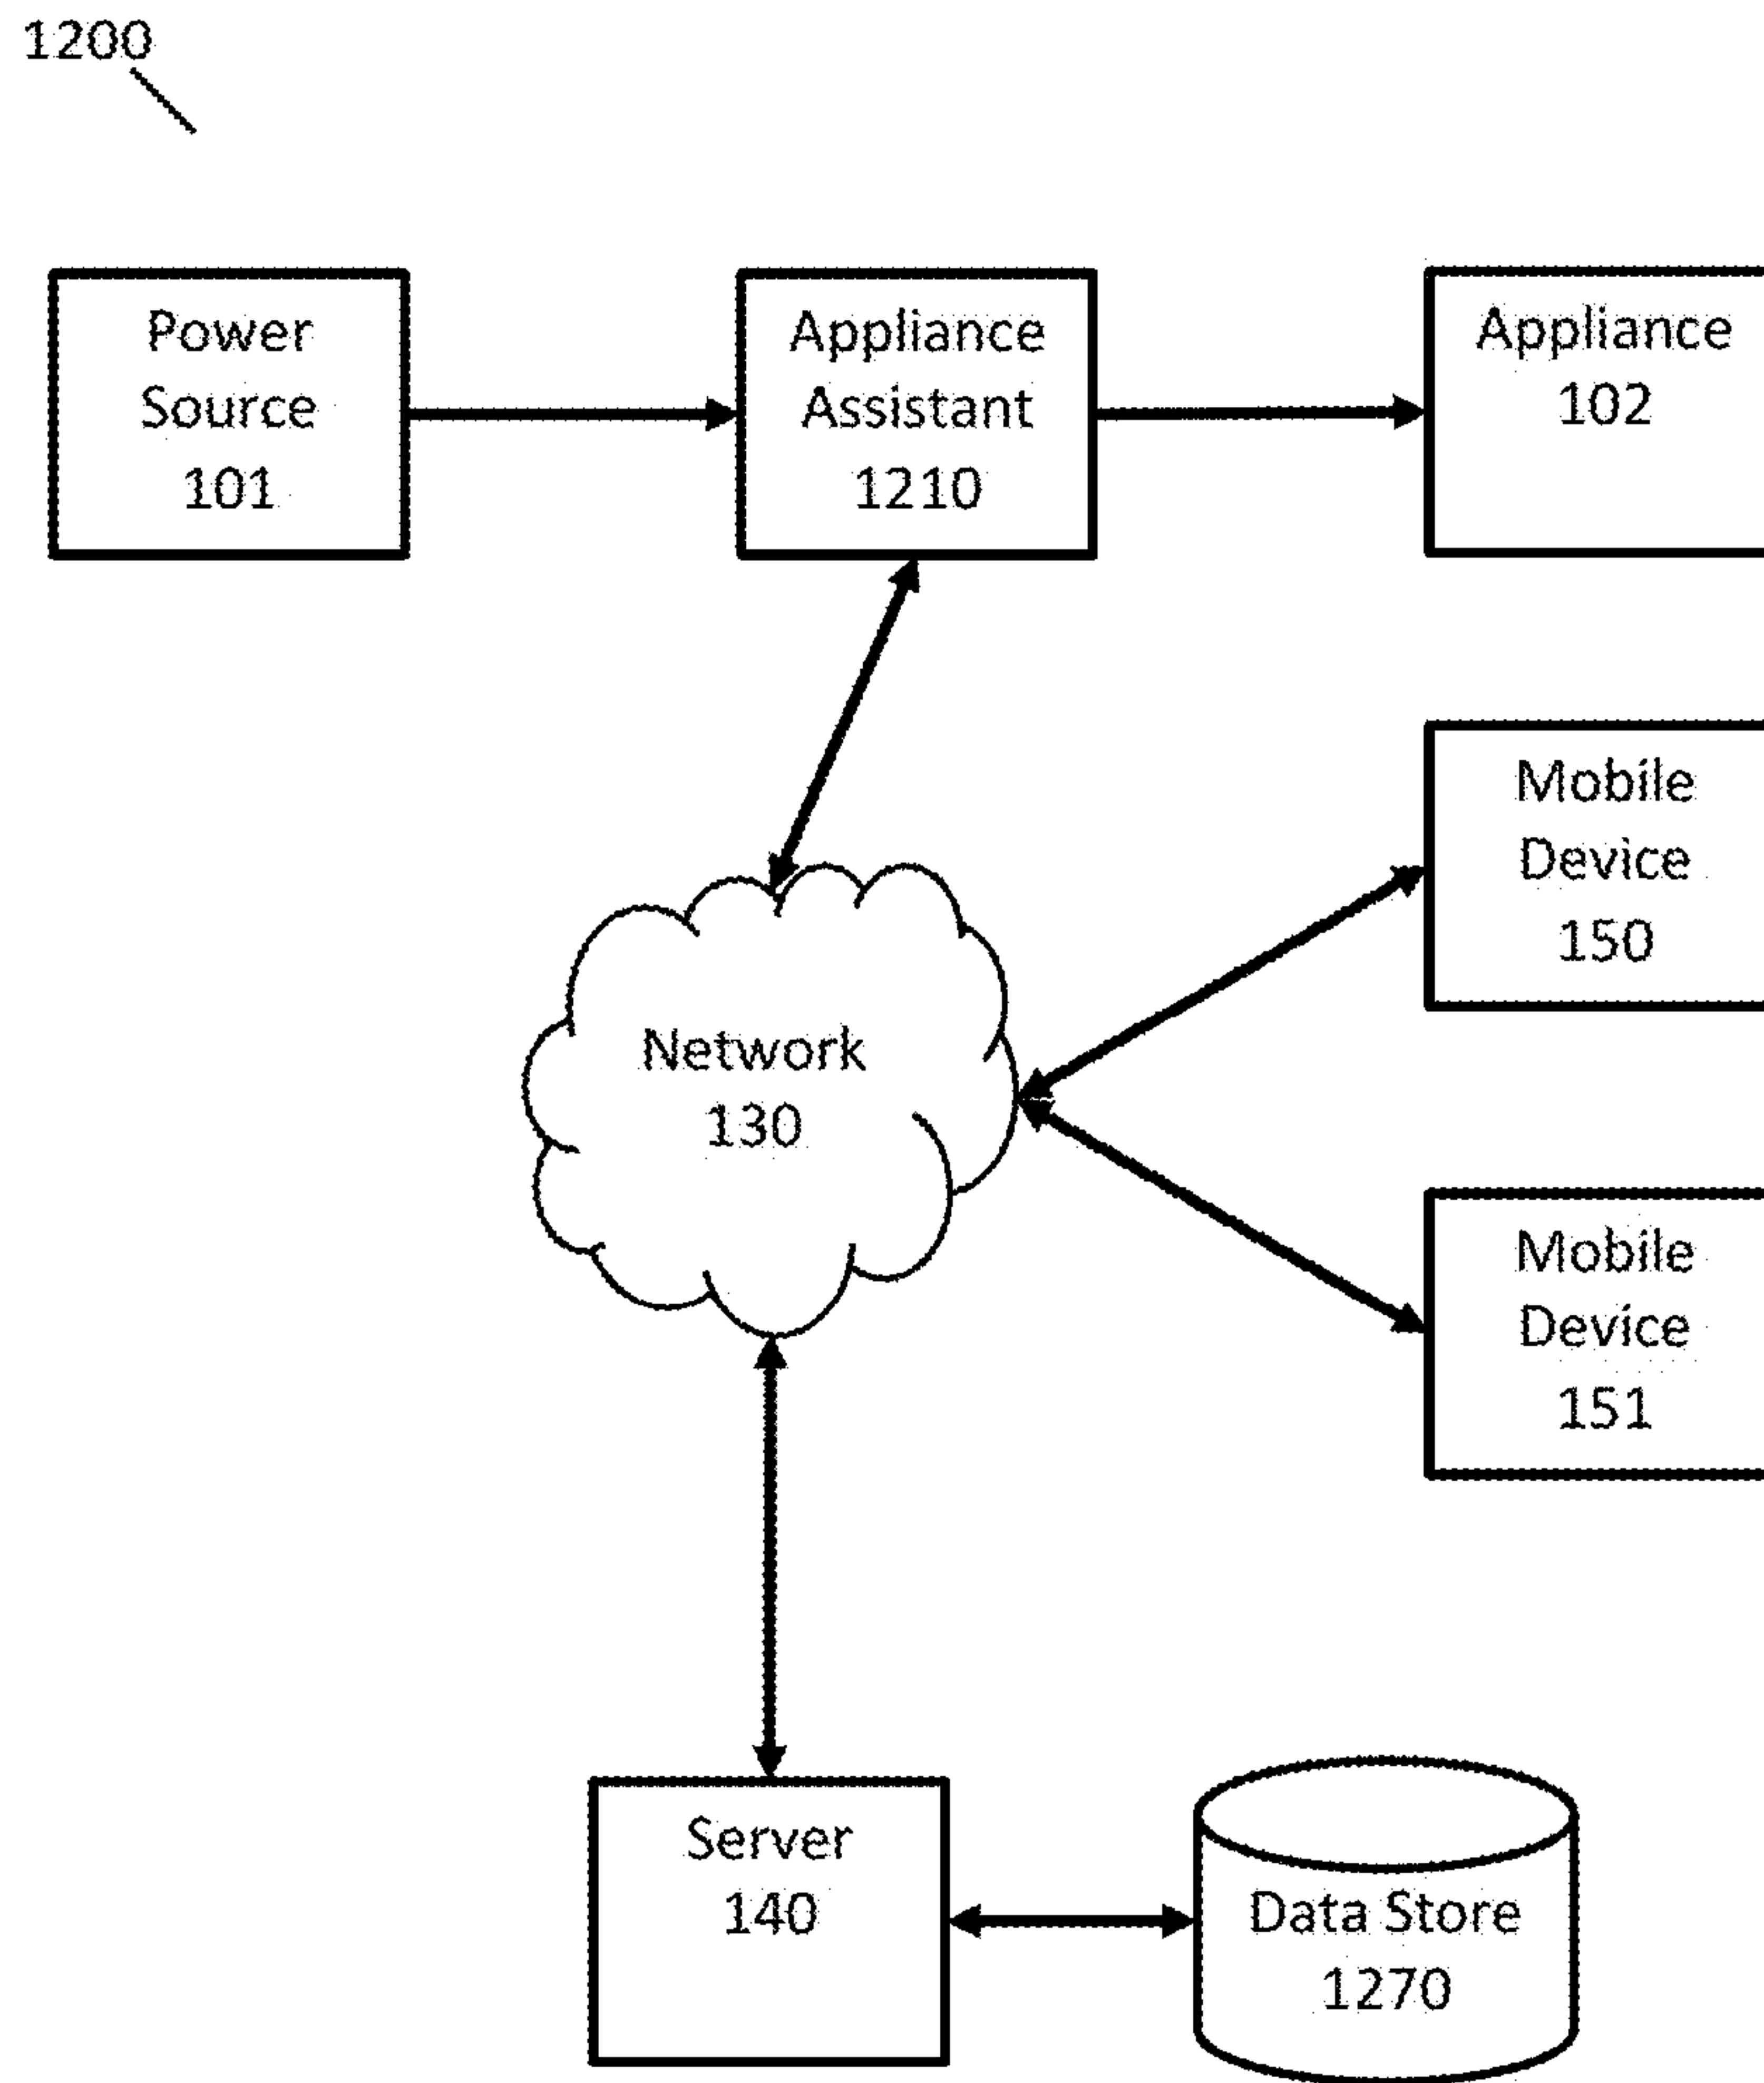 1200
Power
Source
101
Appliance
Assistant
1210
Appliance
102
Mobile
Device
150
Network
130
Mobile
Device
151
Server
140
Data Store
1270